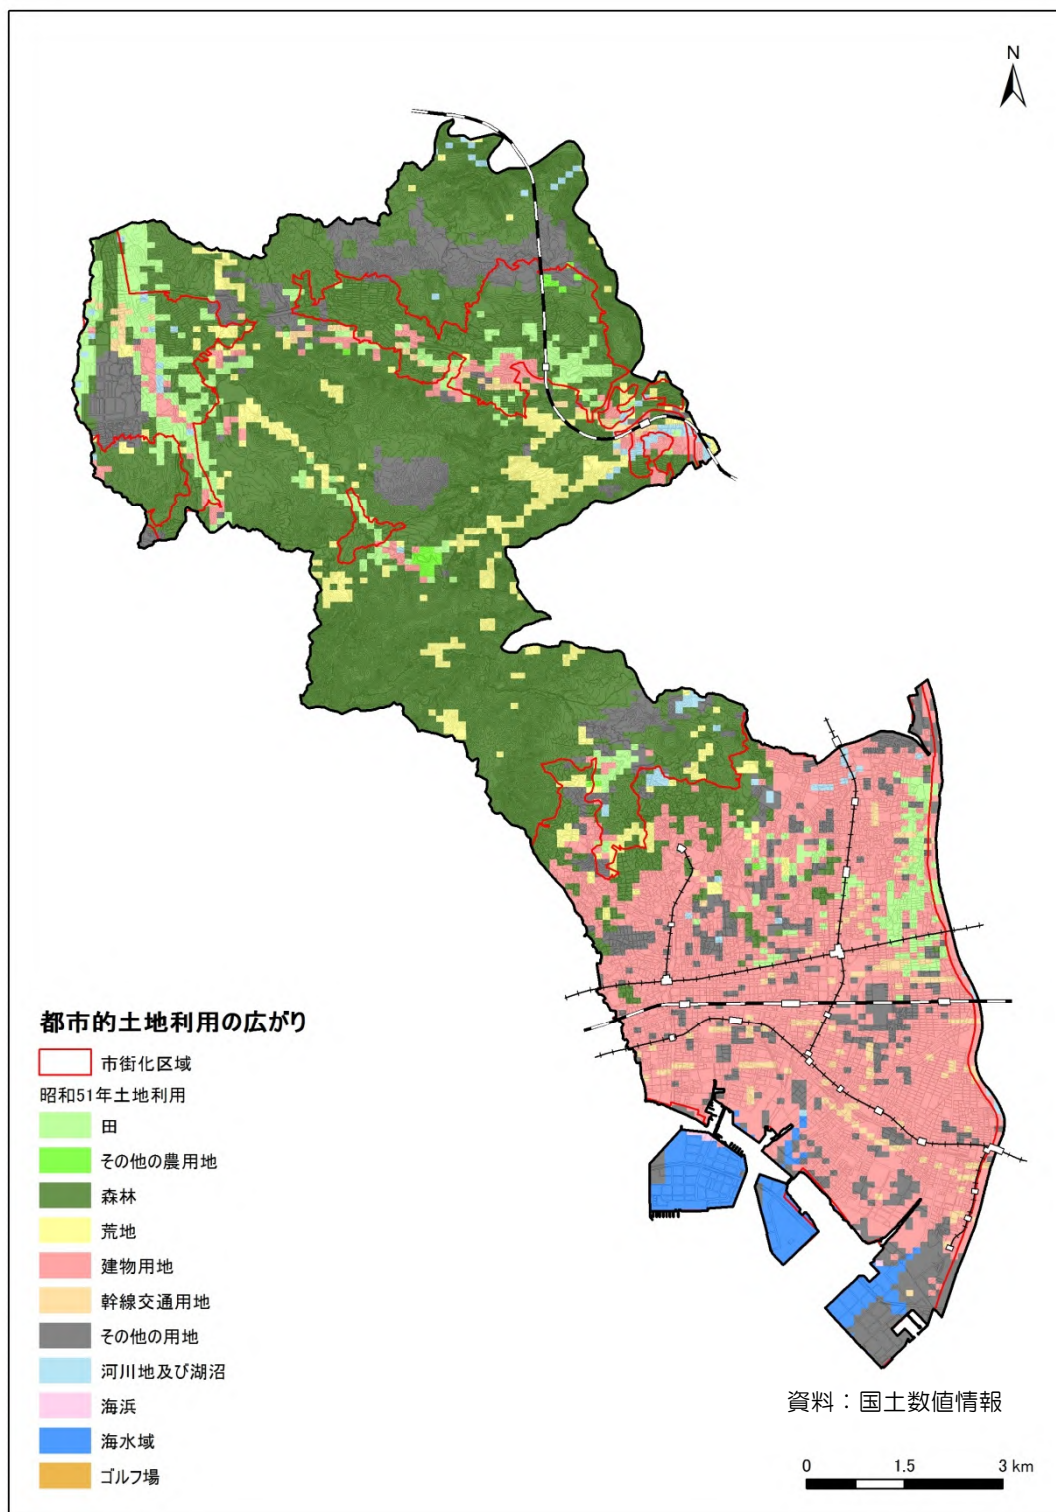 N
都市的土地利用の広がり
市街化区域
昭和51年土地利用
田
その他の農用地
森林
荒地
建物用地
幹線交通用地
その他の用地
河川地及び湖沼
海浜
海水域
ゴルフ場
資料：国土数値情報
0 1.5 3 km